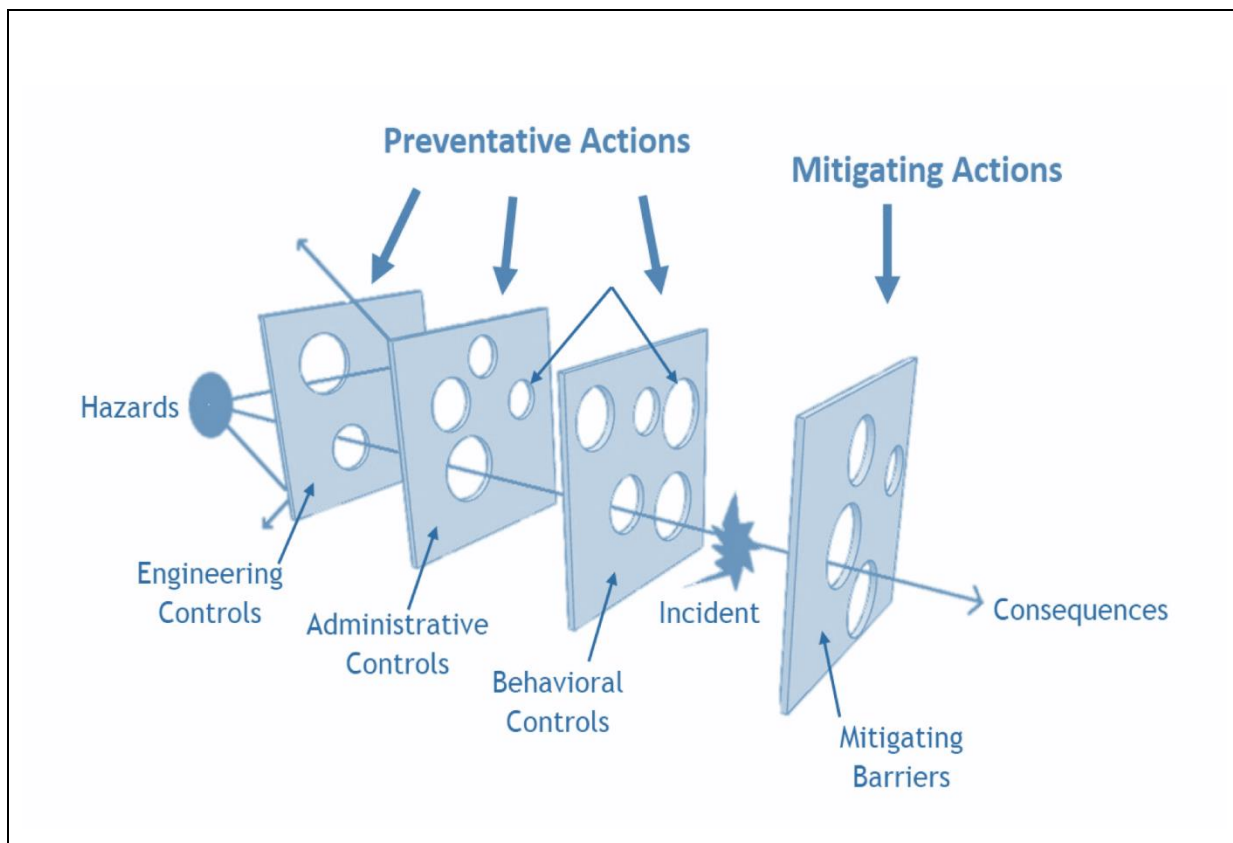 Preventative Actions
Mitigating Actions
Hazards
Engineering
Controls
Administrative
Controls
Behavioral
Controls
Incident
Consequences
Mitigating
Barriers